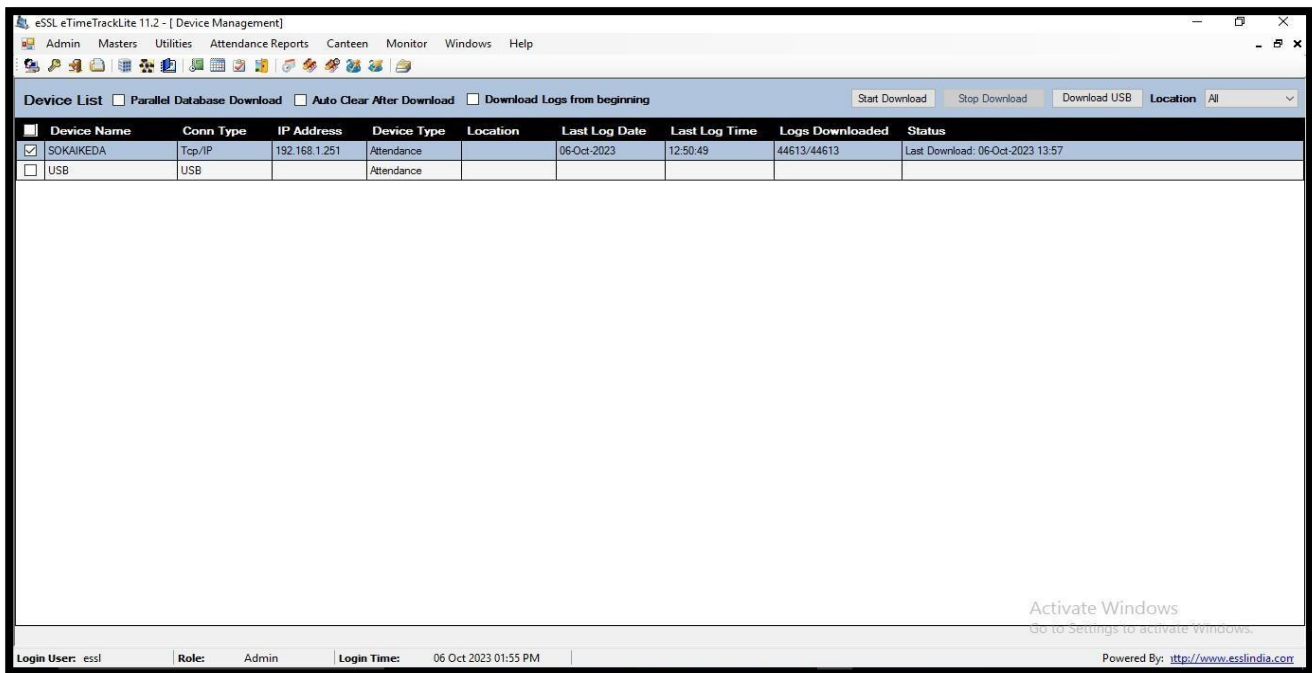 eSSL eTimeTrackLite 11.2 - [ Device Management]
Admin Masters Utilities Attendance Reports Canteen Monitor Windows Help
Device List Parallel Database Download Auto Clear After Download Download Logs from beginning Start Download Stop Download Download USB Location All
Device Name Conn Type IP Address Device Type Location Last Log Date Last Log Time Logs Downloaded Status
SOKAIKEDA Tcp/IP 192.168.1.251 Attendance 06-Oct-2023 12:50:49 44613/44613 Last Download: 06-Oct-2023 13:57
USB USB Attendance
Activate Windows
Go to Settings to activate Windows.
Login User: essl Role: Admin Login Time: 06 Oct 2023 01:55 PM Powered By: ttp://www.esslindia.com